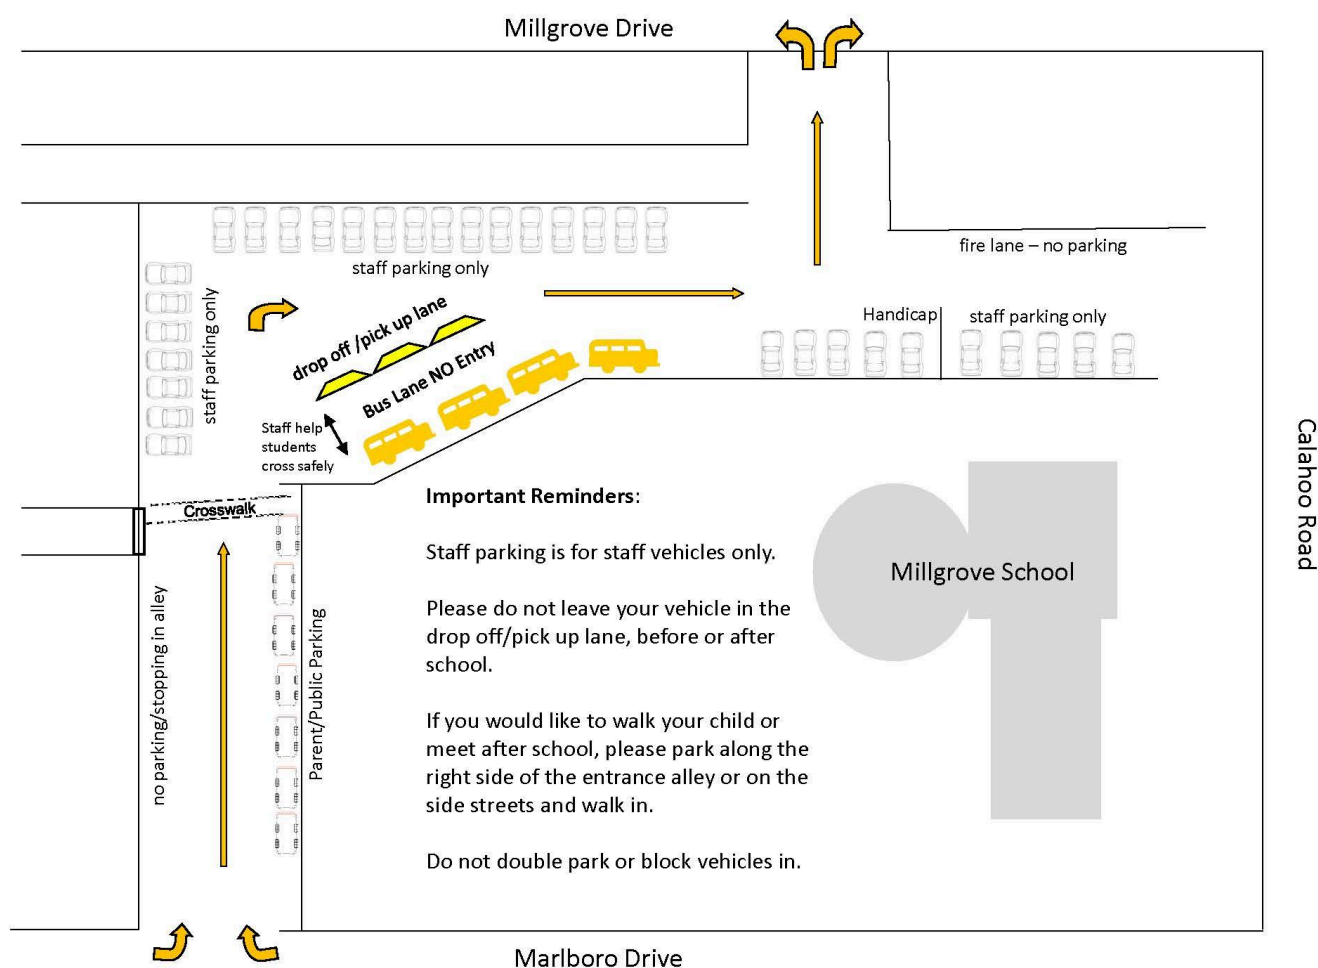 Millgrove Drive
fire lane – no parking
staff parking only
staff parking only
drop off /pick up lane
Bus Lane NO Entry
Handicap
staff parking only
Staff help
students
cross safely
Crosswalk
no parking/stopping in alley
Parent/Public Parking
Important Reminders:
Staff parking is for staff vehicles only.
Please do not leave your vehicle in the
drop off/pick up lane, before or after
school.
If you would like to walk your child or
meet after school, please park along the
right side of the entrance alley or on the
side streets and walk in.
Do not double park or block vehicles in.
Millgrove School
Calahoo Road
Marlboro Drive